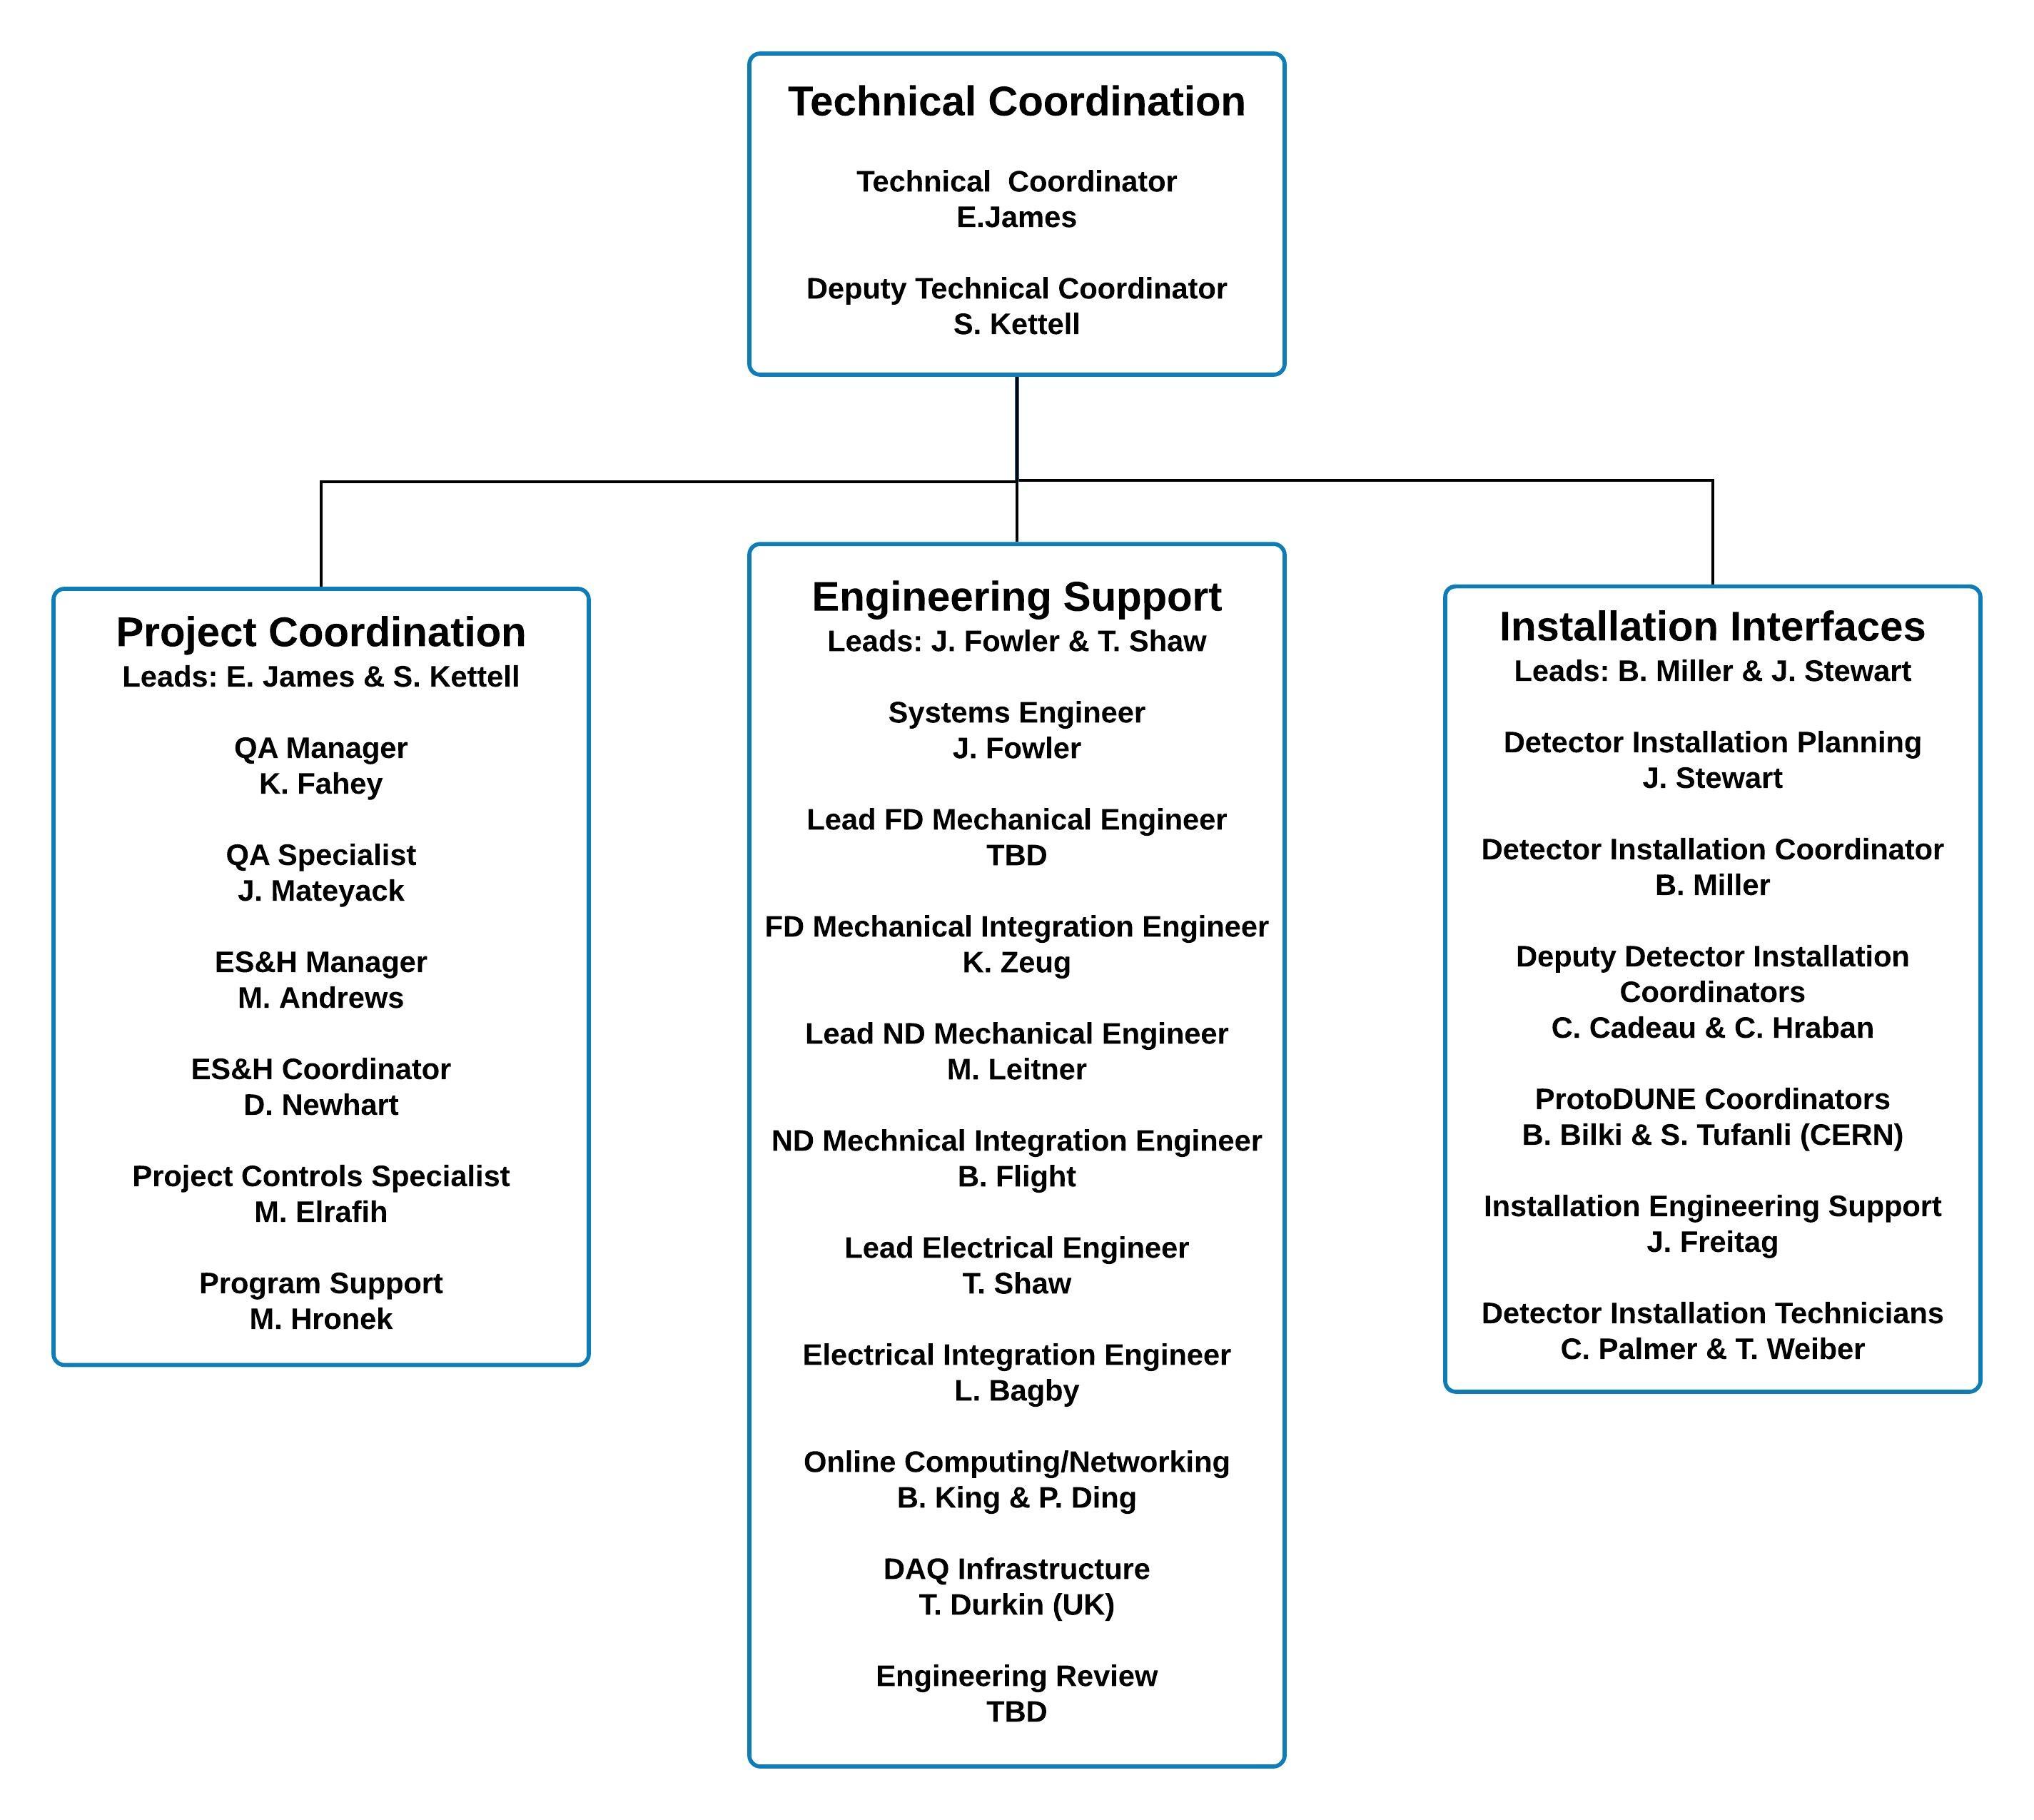 Technical Coordination
Technical  Coordinator
E.James
Deputy Technical Coordinator
S. Kettell
Project Coordination
Leads: E. James & S. Kettell
QA Manager
K. Fahey
QA Specialist
J. Mateyack
ES&H Manager
M. Andrews
ES&H Coordinator
D. Newhart
Project Controls Specialist
M. Elrafih
Program Support
M. Hronek
Engineering Support
Leads: J. Fowler & T. Shaw
Systems Engineer
J. Fowler
Lead FD Mechanical Engineer
TBD
FD Mechanical Integration Engineer
K. Zeug
Lead ND Mechanical Engineer
M. Leitner
ND Mechnical Integration Engineer
B. Flight
Lead Electrical Engineer
T. Shaw
Electrical Integration Engineer
L. Bagby
Online Computing/Networking
B. King & P. Ding
DAQ Infrastructure
T. Durkin (UK)
Engineering Review
TBD
Installation Interfaces
Leads: B. Miller & J. Stewart
Detector Installation Planning
J. Stewart
Detector Installation Coordinator
B. Miller
Deputy Detector Installation
Coordinators
C. Cadeau & C. Hraban
ProtoDUNE Coordinators
B. Bilki & S. Tufanli (CERN)
Installation Engineering Support
J. Freitag
Detector Installation Technicians
C. Palmer & T. Weiber